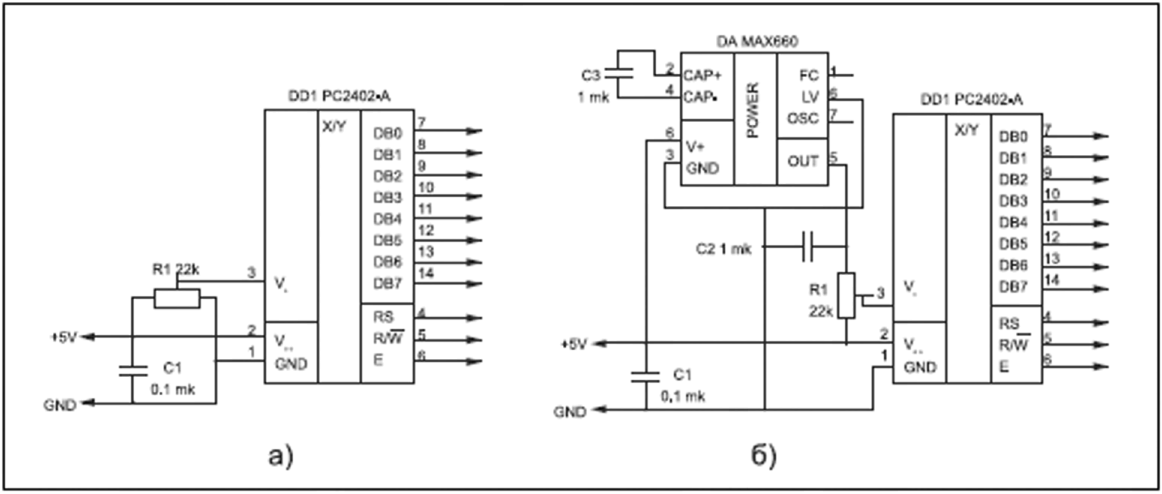 DD1 PC2402-A
X/Y
DB0 7
DB1 8
DB2 9
DB3 10
DB4 11
DB5 12
DB6 13
DB7 14
R1 22k
3
V
RS 4
R/W 5
E 6
+5V
2
V
1
GND
C1
0.1 mk
GND
а)
DA MAX660
C3
1 mk
2 CAP+
4 CAP-
POWER
FC 1
LV 6
OSC 7
6 V+
3 GND
OUT 5
C2 1 mk
R1
22k
DD1 PC2402-A
X/Y
DB0 7
DB1 8
DB2 9
DB3 10
DB4 11
DB5 12
DB6 13
DB7 14
3
V
RS 4
R/W 5
E 6
+5V
2
V
1
GND
C1
0,1 mk
GND
б)